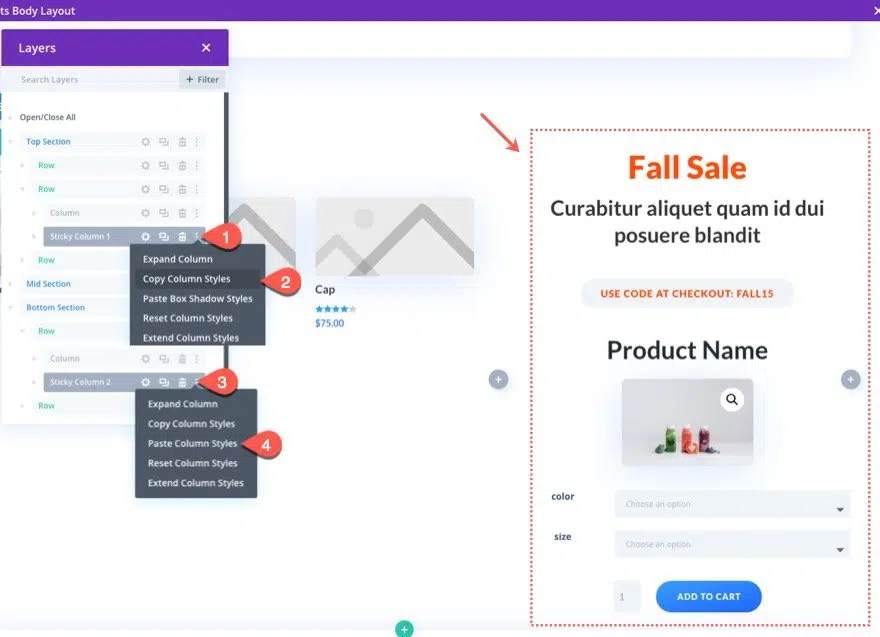 ts Body Layout
Layers
Search Layers
+ Filter
Open/Close All
Top Section
Row
Row
Column
Sticky Column 1
1
Expand Column
Copy Column Styles
2
Paste Box Shadow Styles
Reset Column Styles
Extend Column Styles
Row
Mid Section
Bottom Section
Row
Column
Sticky Column 2
3
Expand Column
Copy Column Styles
Paste Column Styles
4
Reset Column Styles
Extend Column Styles
Row
Cap
$75.00
Fall Sale
Curabitur aliquet quam id dui
posuere blandit
USE CODE AT CHECKOUT: FALL15
Product Name
color
Choose an option
size
Choose an option
1
ADD TO CART